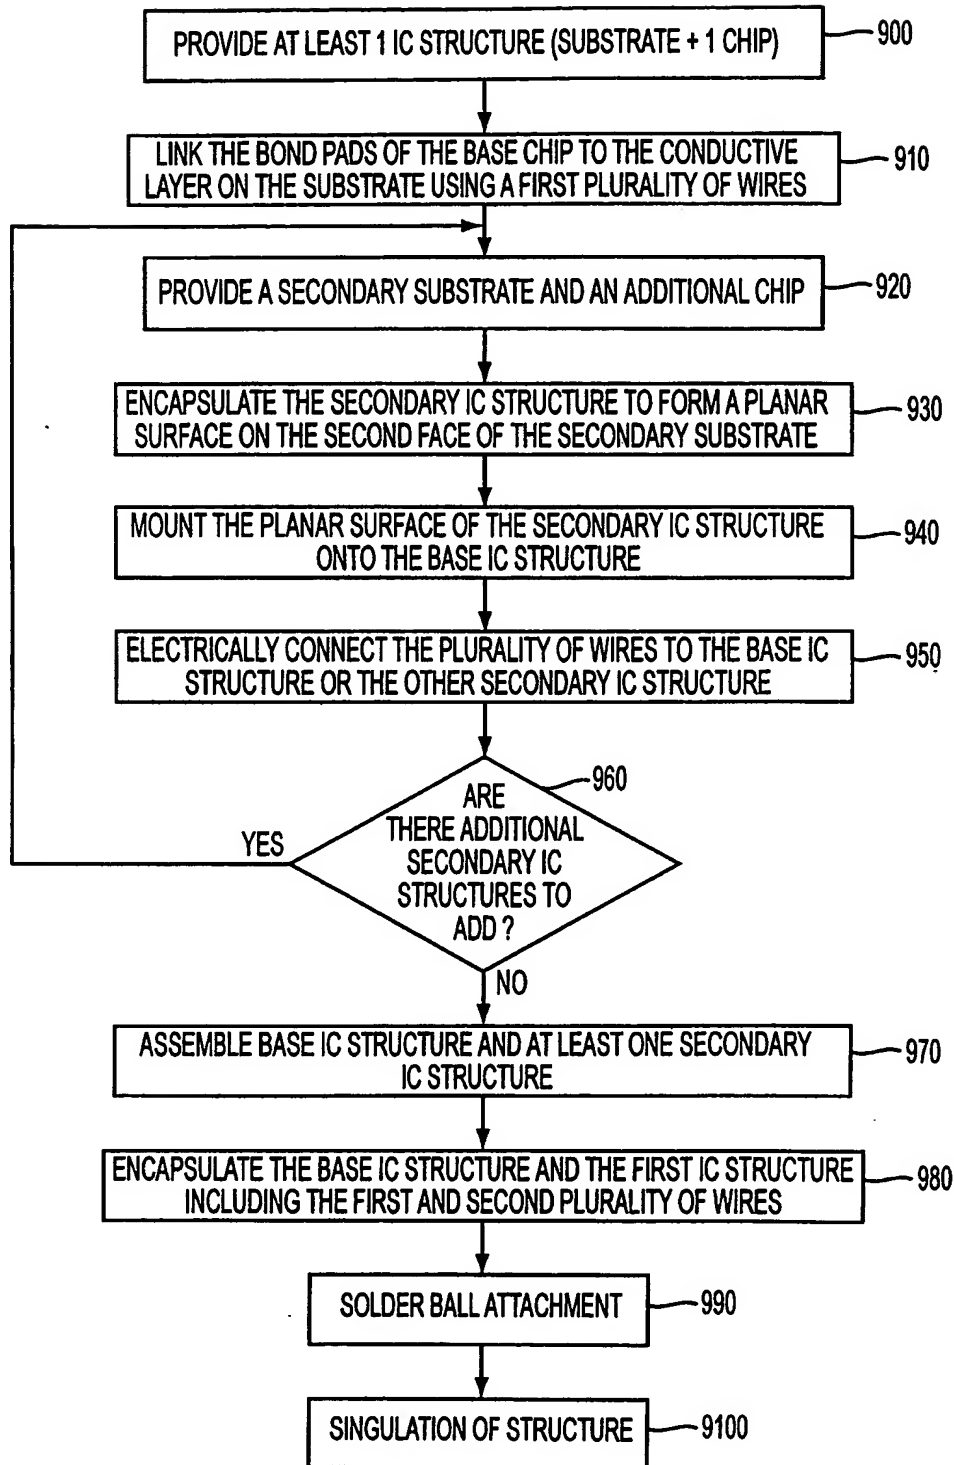 PROVIDE AT LEAST 1 IC STRUCTURE (SUBSTRATE + 1 CHIP)
900
LINK THE BOND PADS OF THE BASE CHIP TO THE CONDUCTIVE
LAYER ON THE SUBSTRATE USING A FIRST PLURALITY OF WIRES
910
PROVIDE A SECONDARY SUBSTRATE AND AN ADDITIONAL CHIP
920
ENCAPSULATE THE SECONDARY IC STRUCTURE TO FORM A PLANAR
SURFACE ON THE SECOND FACE OF THE SECONDARY SUBSTRATE
930
MOUNT THE PLANAR SURFACE OF THE SECONDARY IC STRUCTURE
ONTO THE BASE IC STRUCTURE
940
ELECTRICALLY CONNECT THE PLURALITY OF WIRES TO THE BASE IC
STRUCTURE OR THE OTHER SECONDARY IC STRUCTURE
950
960
ARE
THERE ADDITIONAL
SECONDARY IC
STRUCTURES TO
ADD ?
YES
NO
ASSEMBLE BASE IC STRUCTURE AND AT LEAST ONE SECONDARY
IC STRUCTURE
970
ENCAPSULATE THE BASE IC STRUCTURE AND THE FIRST IC STRUCTURE
INCLUDING THE FIRST AND SECOND PLURALITY OF WIRES
980
SOLDER BALL ATTACHMENT
990
SINGULATION OF STRUCTURE
9100